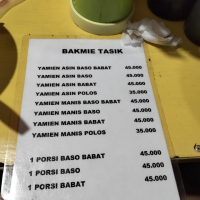 BAKMIE TASIK
YAMIEN ASIN BASO BABAT 45.000
YAMIEN ASIN BASO 45.000
YAMIEN ASIN BABAT 45.000
YAMIEN ASIN POLOS 35.000
YAMIEN MANIS BASO BABAT 45.000
YAMIEN MANIS BASO 45.000
YAMIEN MANIS BABAT 45.000
YAMIEN MANIS POLOS 35.000
1 PORSI BASO BABAT 45.000
1 PORSI BASO 45.000
1 PORSI BABAT 45.000